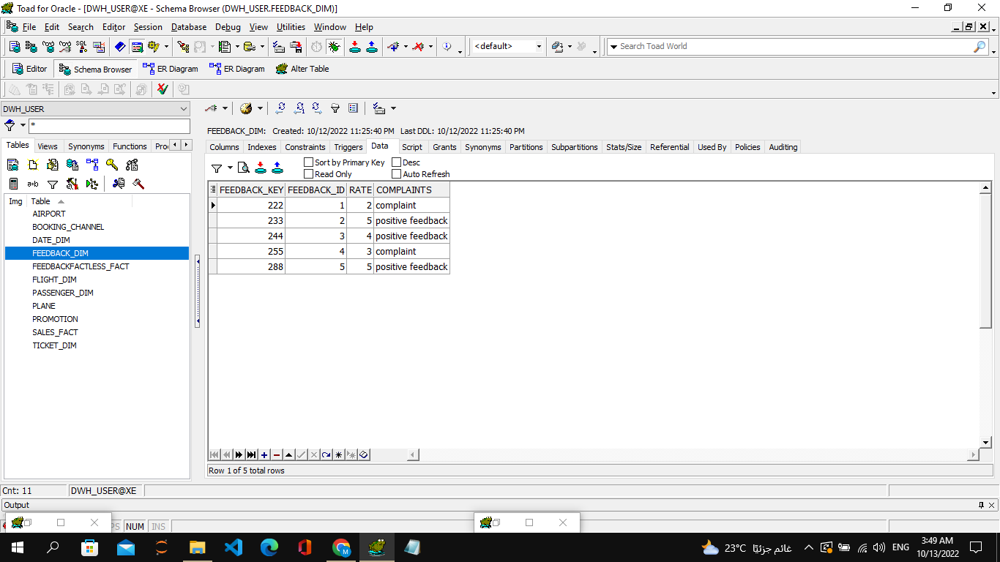 Toad for Oracle - [DWH_USER@XE - Schema Browser (DWH_USER.FEEDBACK_DIM)]
File Edit Search Editor Session Database Debug View Utilities Window Help
SQL <default> Search Toad World
Editor Schema Browser ER Diagram ER Diagram Alter Table
DWH_USER
*
FEEDBACK_DIM: Created: 10/12/2022 11:25:40 PM Last DDL: 10/12/2022 11:25:40 PM
Tables Views Synonyms Functions
Columns Indexes Constraints Triggers Data Script Grants Synonyms Partitions Subpartitions Stats/Size Referential Used By Policies Auditing
Sort by Primary Key Desc
Read Only Auto Refresh
Img Table
AIRPORT
BOOKING_CHANNEL
DATE_DIM
FEEDBACK_DIM
FEEDBACKFACTLESS_FACT
FLIGHT_DIM
PASSENGER_DIM
PLANE
PROMOTION
SALES_FACT
TICKET_DIM
FEEDBACK_KEY FEEDBACK_ID RATE COMPLAINTS
222 1 2 complaint
233 2 5 positive feedback
244 3 4 positive feedback
255 4 3 complaint
288 5 5 positive feedback
Row 1 of 5 total rows
Cnt: 11 DWH_USER@XE
Output
PS NUM INS
23°C غائم جزئيًا ENG 3:49 AM
10/13/2022